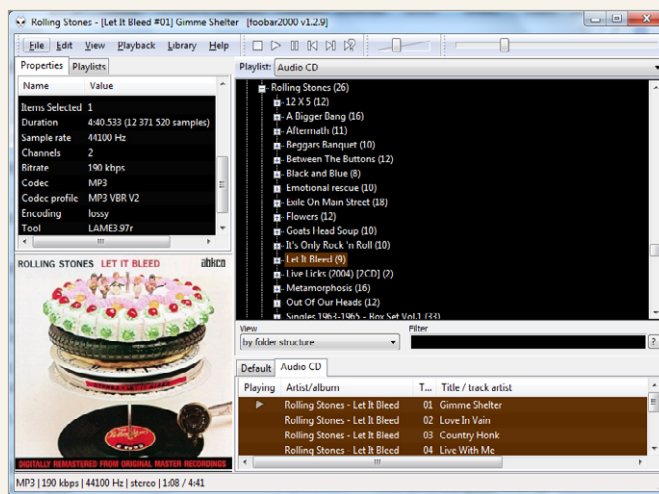 Rolling Stones - [Let It Bleed #01] Gimme Shelter [foobar2000 v1.2.9]
File Edit View Playback Library Help
Properties Playlists
Name Value
Items Selected 1
Duration 4:40.533 (12 371 520 samples)
Sample rate 44100 Hz
Channels 2
Bitrate 190 kbps
Codec MP3
Codec profile MP3 VBR V2
Encoding lossy
Tool LAME3.97r
ROLLING STONES LET IT BLEED abkco
DIGITALLY REMASTERED FROM ORIGINAL MASTER RECORDINGS
Playlist: Audio CD
Rolling Stones (26)
12 X 5 (12)
A Bigger Bang (16)
Aftermath (11)
Beggars Banquet (10)
Between The Buttons (12)
Black and Blue (8)
Emotional rescue (10)
Exile On Main Street (18)
Flowers (12)
Goats Head Soup (10)
It's Only Rock 'n Roll (10)
Let It Bleed (9)
Live Licks (2004) [2CD] (2)
Metamorphosis (16)
Out Of Our Heads (12)
Singles 1963-1965 - Box Set Vol.1 (33)
View Filter
by folder structure ?
Default Audio CD
Playing Artist/album T... Title / track artist
Rolling Stones - Let It Bleed 01 Gimme Shelter
Rolling Stones - Let It Bleed 02 Love In Vain
Rolling Stones - Let It Bleed 03 Country Honk
Rolling Stones - Let It Bleed 04 Live With Me
MP3 | 190 kbps | 44100 Hz | stereo | 1:08 / 4:41